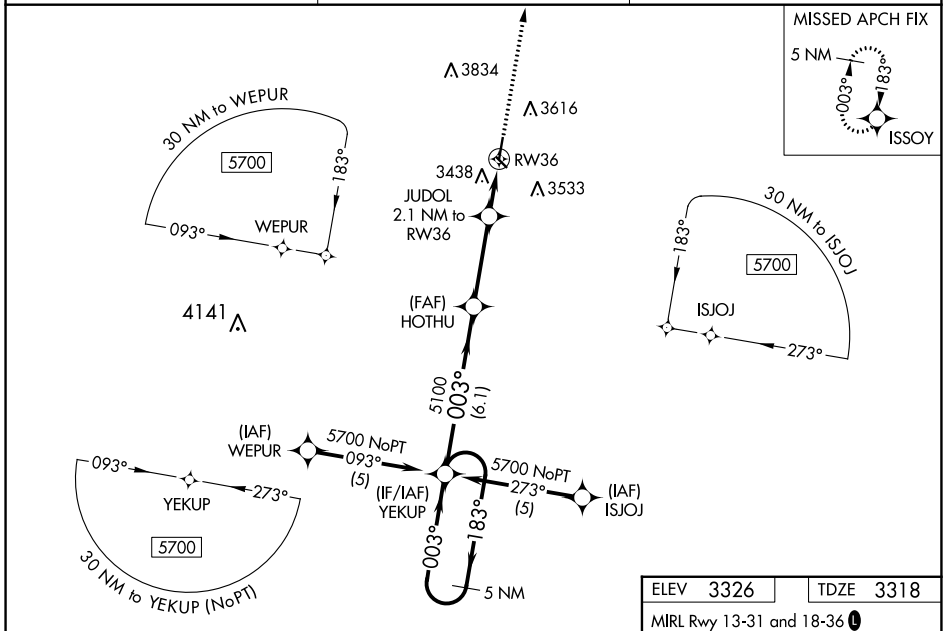 MISSED APCH FIX
5 NM
003°
183°
ISSOY
3834
3616
RW36
3438
3533
JUDOL
2.1 NM to
RW36
30 NM to WEPUR
5700
183°
093°
WEPUR
30 NM to ISJOJ
183°
5700
ISJOJ
273°
4141
(FAF)
HOTHU
5100
003°
(6.1)
(IAF)
WEPUR
5700 NoPT
093°
(5)
(IF/IAF)
YEKUP
5700 NoPT
273°
(5)
(IAF)
ISJOJ
003°
183°
5 NM
093°
273°
YEKUP
5700
30 NM to YEKUP (NoPT)
ELEV 3326
TDZE 3318
MIRL Rwy 13-31 and 18-36 L